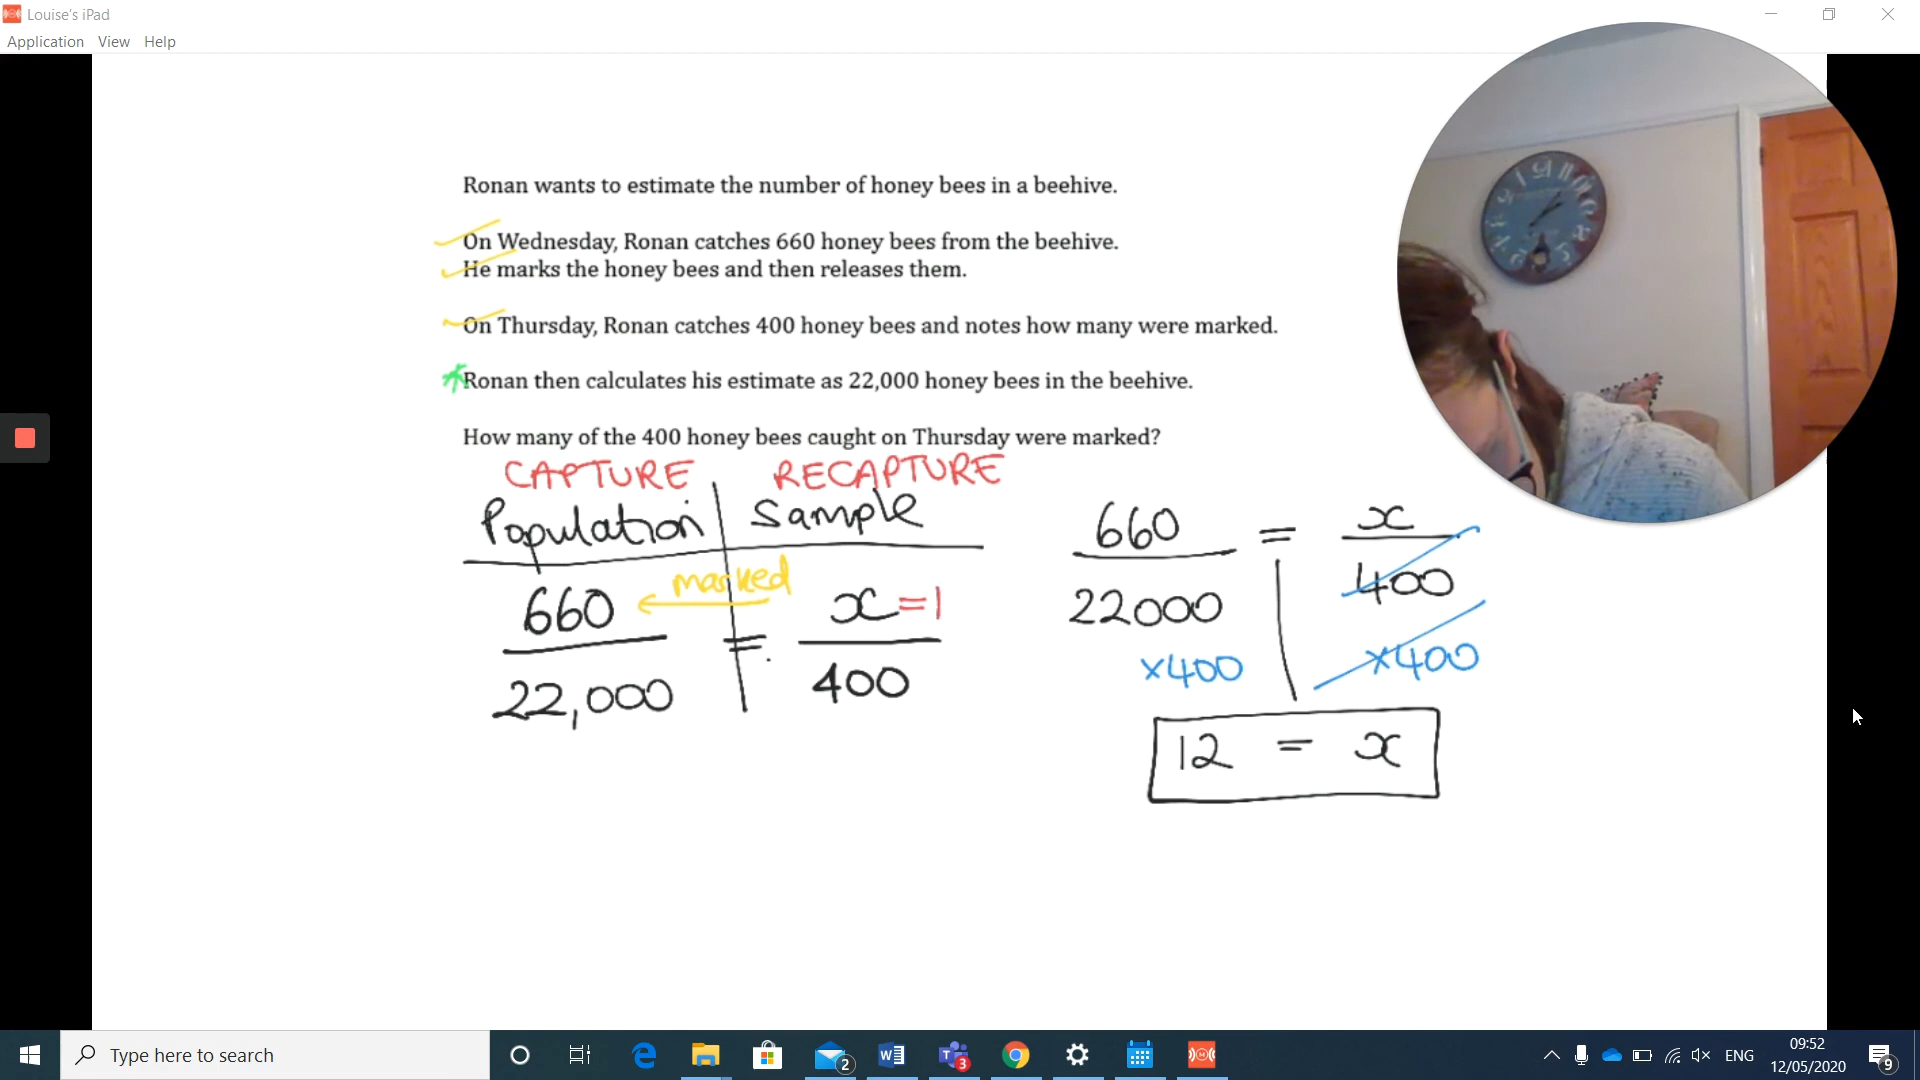 Louise's iPad
Application View Help
Ronan wants to estimate the number of honey bees in a beehive.
On Wednesday, Ronan catches 660 honey bees from the beehive.
He marks the honey bees and then releases them.
On Thursday, Ronan catches 400 honey bees and notes how many were marked.
Ronan then calculates his estimate as 22,000 honey bees in the beehive.
How many of the 400 honey bees caught on Thursday were marked?
CAPTURE RECAPTURE
Population Sample
marked
660 x =1
=
22,000 400
660 = x
22000 400
×400 ×400
12 = x
Type here to search
2
3
ENG
09:52
12/05/2020
9